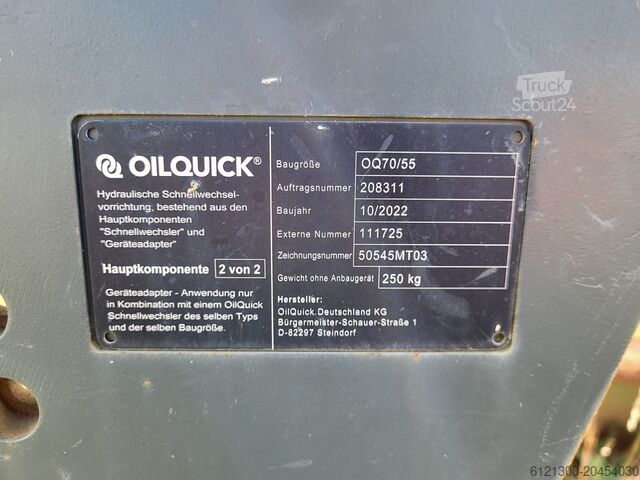 Truck
Scout24
OILQUICK®
Hydraulische Schnellwechsel-
vorrichtung, bestehend aus den
Hauptkomponenten
"Schnellwechsler" und
"Geräteadapter"
Hauptkomponente 2 von 2
Geräteadapter - Anwendung nur
in Kombination mit einem OilQuick
Schnellwechsler des selben Typs
und der selben Baugröße.
Baugröße OQ70/55
Auftragsnummer 208311
Baujahr 10/2022
Externe Nummer 111725
Zeichnungsnummer 50545MT03
Gewicht ohne Anbaugerät 250 kg
Hersteller:
OilQuick Deutschland KG
Bürgermeister-Schauer-Straße 1
D-82297 Steindorf
6121300-20454030